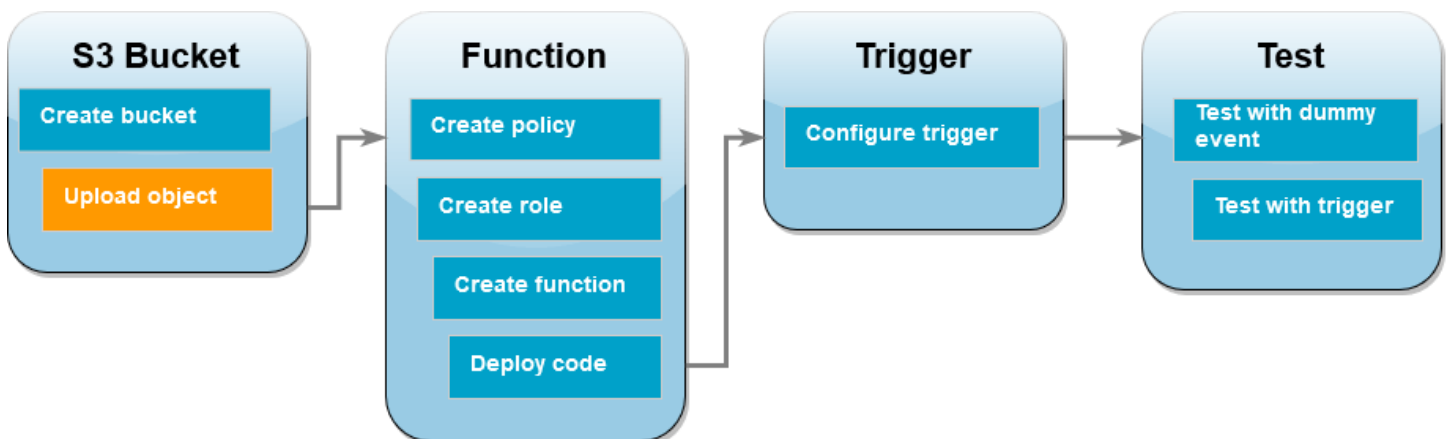 S3 Bucket
Create bucket
Upload object
Function
Create policy
Create role
Create function
Deploy code
Trigger
Configure trigger
Test
Test with dummy
event
Test with trigger